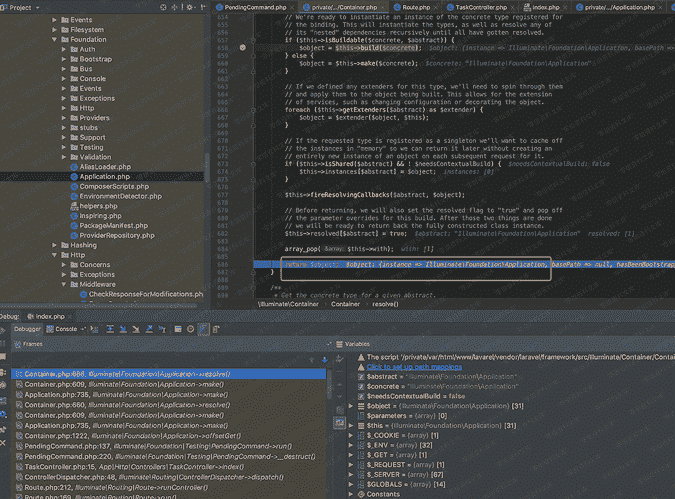 PendingCommand.php
private/.../Container.php
Route.php
TaskController.php
index.php
private/.../Application.php
Events
Filesystem
Foundation
Auth
Bootstrap
Bus
Console
Events
Exceptions
Http
Providers
stubs
Support
Testing
Validation
AliasLoader.php
Application.php
ComposerScripts.php
EnvironmentDetector.php
helpers.php
Inspiring.php
PackageManifest.php
ProviderRepository.php
Hashing
Http
Concerns
Exceptions
Middleware
CheckResponseForModifications.ph
// We're ready to instantiate an instance of the concrete type registered for
// the binding. This will instantiate the types, as well as resolve any of
// its "nested" dependencies recursively until all have gotten resolved.
if ($this->isBuildable($concrete, $abstract)) {
$object = $this->build($concrete);
} else {
$object = $this->make($concrete); $concrete: "Illuminate\Foundation\Application"
}
// If we defined any extenders for this type, we'll need to spin through them
// and apply them to the object being built. This allows for the extension
// of services, such as changing configuration or decorating the object.
foreach ($this->getExtenders($abstract) as $extender) {
$object = $extender($object, $this);
}
// If the requested type is registered as a singleton we'll want to cache off
// the instances in "memory" so we can return it later without creating an
// entirely new instance of an object on each subsequent request for it.
if ($this->isShared($abstract) && ! $needsContextualBuild) { $needsContextualBuild: false
$this->instances[$abstract] = $object; instances: [0]
}
$this->fireResolvingCallbacks($abstract, $object);
// Before returning, we will also set the resolved flag to "true" and pop off
// the parameter overrides for this build. After those two things are done
// we will be ready to return back the fully constructed class instance.
$this->resolved[$abstract] = true; $abstract: "Illuminate\Foundation\Application" resolved: [1]
array_pop( &array: $this->with); with: [1]
return $object; $object: {instance => Illuminate\Foundation\Application, basePath => null, hasBeenBootstrap
}
/**
* Get the concrete type for a given abstract.
\Illuminate\Container
Container
resolve()
Debug:
index.php
Debugger
Console
Frames
Variables
Container.php:686, Illuminate\Foundation\Application->resolve()
Container.php:609, Illuminate\Foundation\Application->make()
Application.php:735, Illuminate\Foundation\Application->make()
Container.php:660, Illuminate\Foundation\Application->resolve()
Container.php:609, Illuminate\Foundation\Application->make()
Application.php:735, Illuminate\Foundation\Application->make()
Container.php:1222, Illuminate\Foundation\Application->offsetGet()
PendingCommand.php:137, Illuminate\Foundation\Testing\PendingCommand->run()
PendingCommand.php:220, Illuminate\Foundation\Testing\PendingCommand->__destruct()
TaskController.php:15, App\Http\Controllers\TaskController->index()
ControllerDispatcher.php:48, Illuminate\Routing\ControllerDispatcher->dispatch()
Route.php:212, Illuminate\Routing\Route->runController()
Route.php:169, Illuminate\Routing\Route->run()
The script '/private/var/html/www/laravel/vendor/laravel/framework/src/Illuminate/Container/Contai
Click to set up path mappings
$abstract = "Illuminate\Foundation\Application"
$concrete = "Illuminate\Foundation\Application"
$needsContextualBuild = false
$object = {Illuminate\Foundation\Application} [31]
$parameters = {array} [0]
$this = {Illuminate\Foundation\Application} [31]
$_COOKIE = {array} [1]
$_ENV = {array} [32]
$_GET = {array} [1]
$_REQUEST = {array} [1]
$_SERVER = {array} [67]
$GLOBALS = {array} [14]
Constants